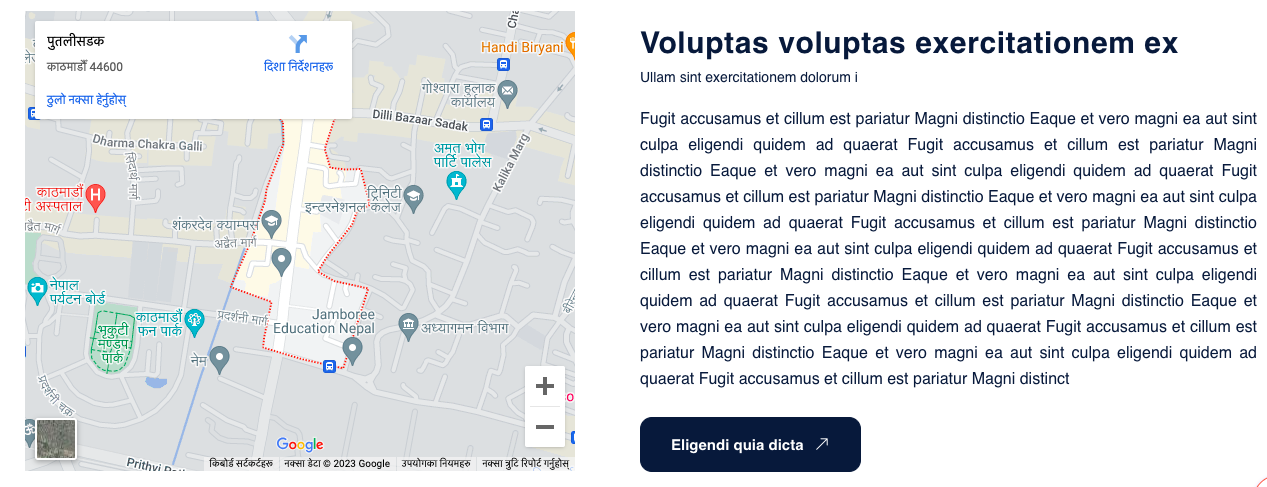 पुतलीसडक
काठमाडौँ 44600
दिशा निर्देशनहरू
ठुलो नक्सा हेर्नुहोस्
Handi Biryani
गोश्वारा हुलाक
कार्यालय
Dilli Bazaar Sadak
Dharma Chakra Galli
अमृत भोग
पार्टि पालेस
Kalika Marg
काठमाडौं
अस्पताल
ट्रिनिटी
इन्टरनेशनल कलेज
शंकरदेव क्याम्पस
अद्वैत मार्ग
नेपाल
पर्यटन बोर्ड
काठमाडौं
फन पार्क
प्रदर्शनी मार्ग
भृकुटी
मण्डप
पार्क
Jamboree
Education Nepal
अध्यागमन विभाग
नेम
प्रदर्शनी चक्र
Prithvi
Google
किबोर्ड सर्टकर्टहरू
नक्सा डेटा © 2023 Google
उपयोगका नियमहरु
नक्सा त्रुटि रिपोर्ट गर्नुहोस्
Voluptas voluptas exercitationem ex
Ullam sint exercitationem dolorum i
Fugit accusamus et cillum est pariatur Magni distinctio Eaque et vero magni ea aut sint
culpa eligendi quidem ad quaerat Fugit accusamus et cillum est pariatur Magni
distinctio Eaque et vero magni ea aut sint culpa eligendi quidem ad quaerat Fugit
accusamus et cillum est pariatur Magni distinctio Eaque et vero magni ea aut sint culpa
eligendi quidem ad quaerat Fugit accusamus et cillum est pariatur Magni distinctio
Eaque et vero magni ea aut sint culpa eligendi quidem ad quaerat Fugit accusamus et
cillum est pariatur Magni distinctio Eaque et vero magni ea aut sint culpa eligendi
quidem ad quaerat Fugit accusamus et cillum est pariatur Magni distinctio Eaque et
vero magni ea aut sint culpa eligendi quidem ad quaerat Fugit accusamus et cillum est
pariatur Magni distinctio Eaque et vero magni ea aut sint culpa eligendi quidem ad
quaerat Fugit accusamus et cillum est pariatur Magni distinct
Eligendi quia dicta